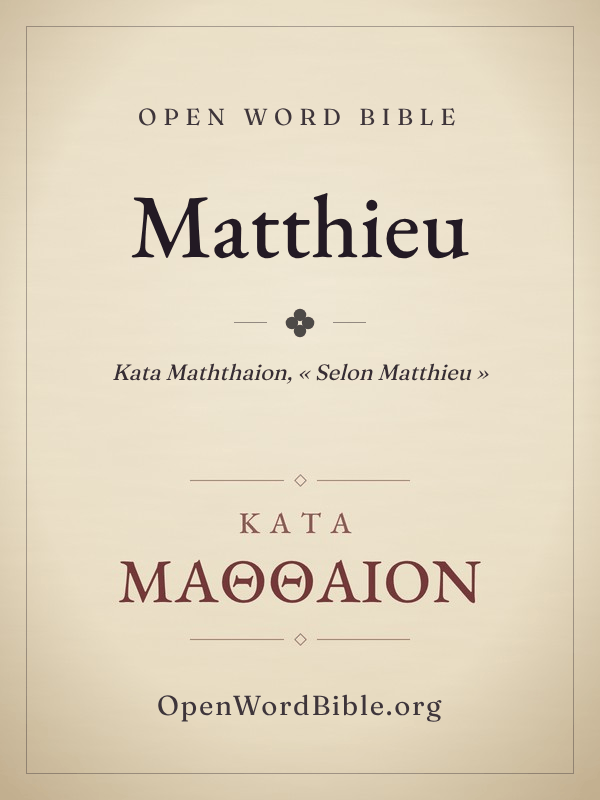 OPEN WORD BIBLE
Matthieu
Kata Maththaion, « Selon Matthieu »
ΚΑΤΑ
ΜΑΘΘΑΙΟΝ
OpenWordBible.org